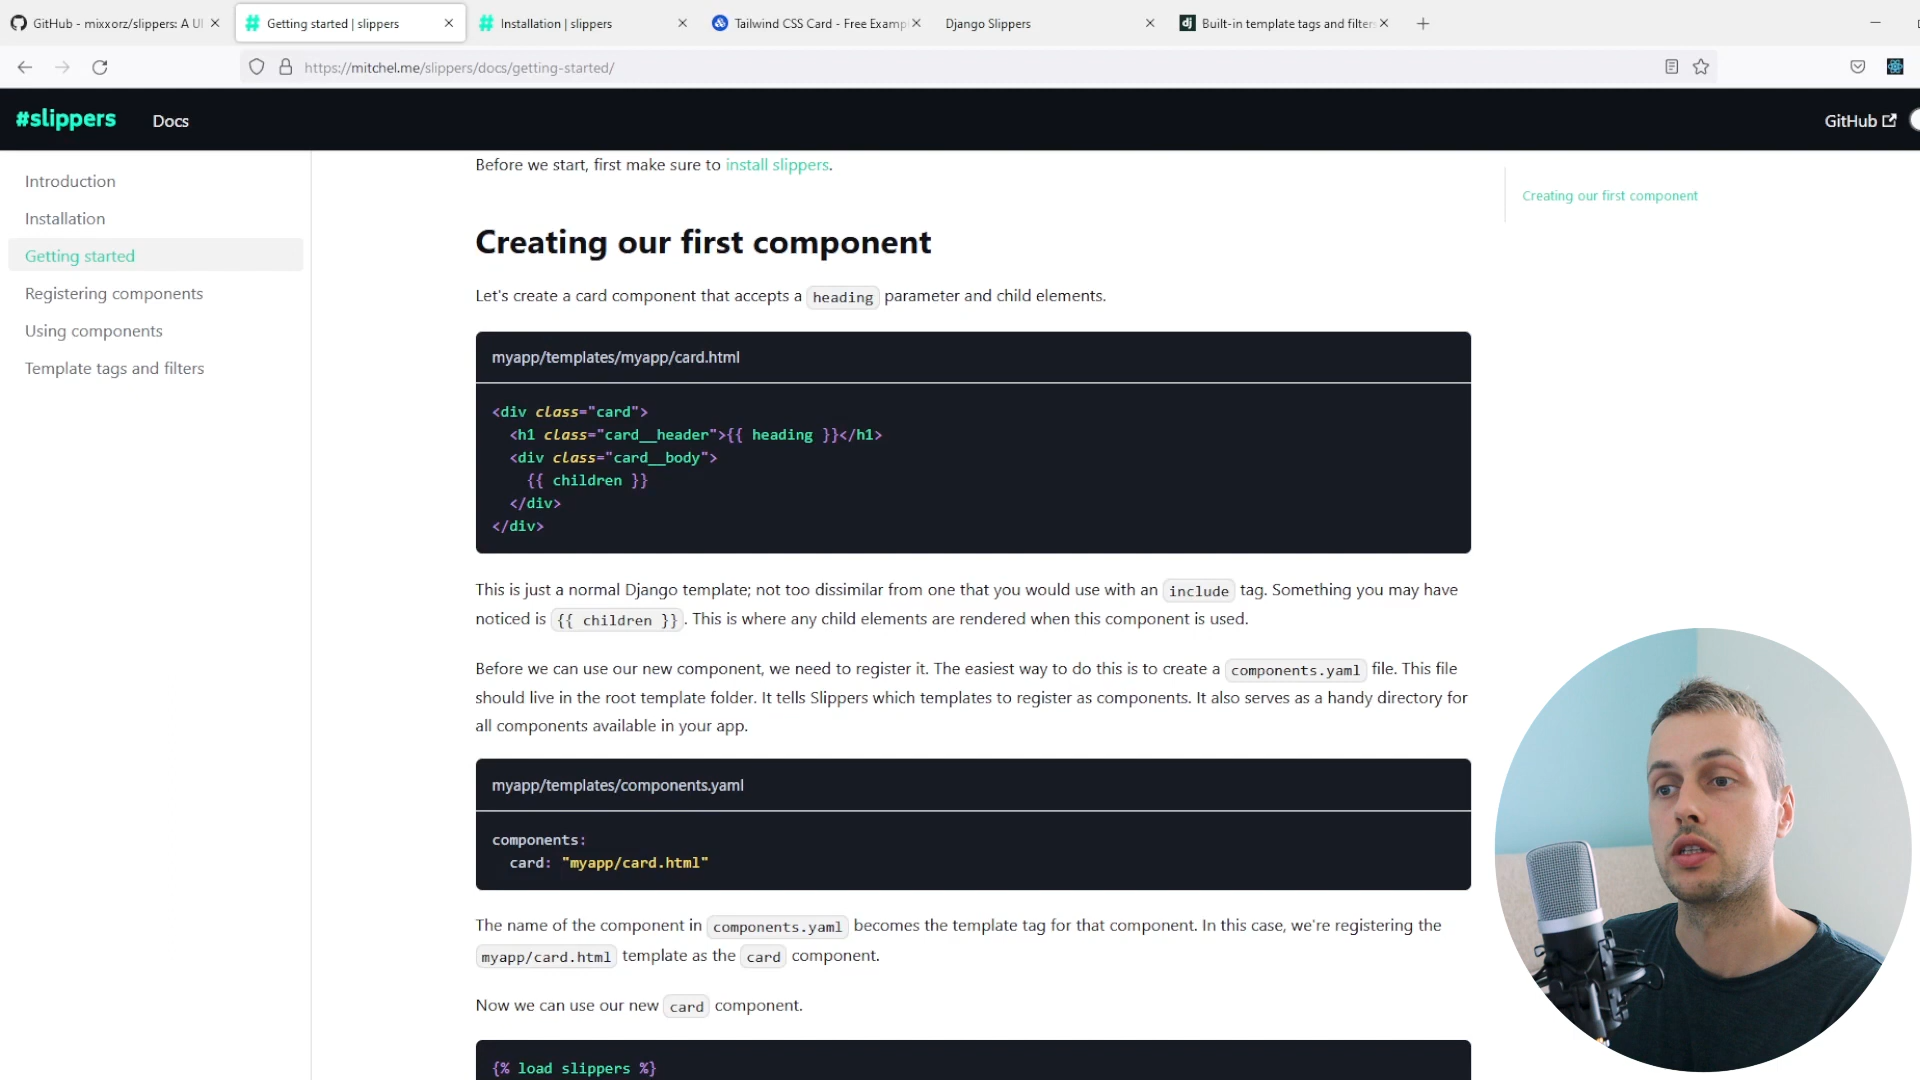 GitHub - mixxorz/slippers: A UI
Getting started | slippers
Installation | slippers
Tailwind CSS Card - Free Examp
Django Slippers
Built-in template tags and filters
https://mitchel.me/slippers/docs/getting-started/
#slippers
Docs
GitHub
Introduction
Installation
Getting started
Registering components
Using components
Template tags and filters
Before we start, first make sure to install slippers.
Creating our first component
Creating our first component
Let's create a card component that accepts a heading parameter and child elements.
myapp/templates/myapp/card.html
<div class="card">
<h1 class="card__header">{{ heading }}</h1>
<div class="card__body">
{{ children }}
</div>
</div>
This is just a normal Django template; not too dissimilar from one that you would use with an include tag. Something you may have
noticed is {{ children }}. This is where any child elements are rendered when this component is used.
Before we can use our new component, we need to register it. The easiest way to do this is to create a components.yaml file. This file
should live in the root template folder. It tells Slippers which templates to register as components. It also serves as a handy directory for
all components available in your app.
myapp/templates/components.yaml
components:
card: "myapp/card.html"
The name of the component in components.yaml becomes the template tag for that component. In this case, we're registering the
myapp/card.html template as the card component.
Now we can use our new card component.
{% load slippers %}